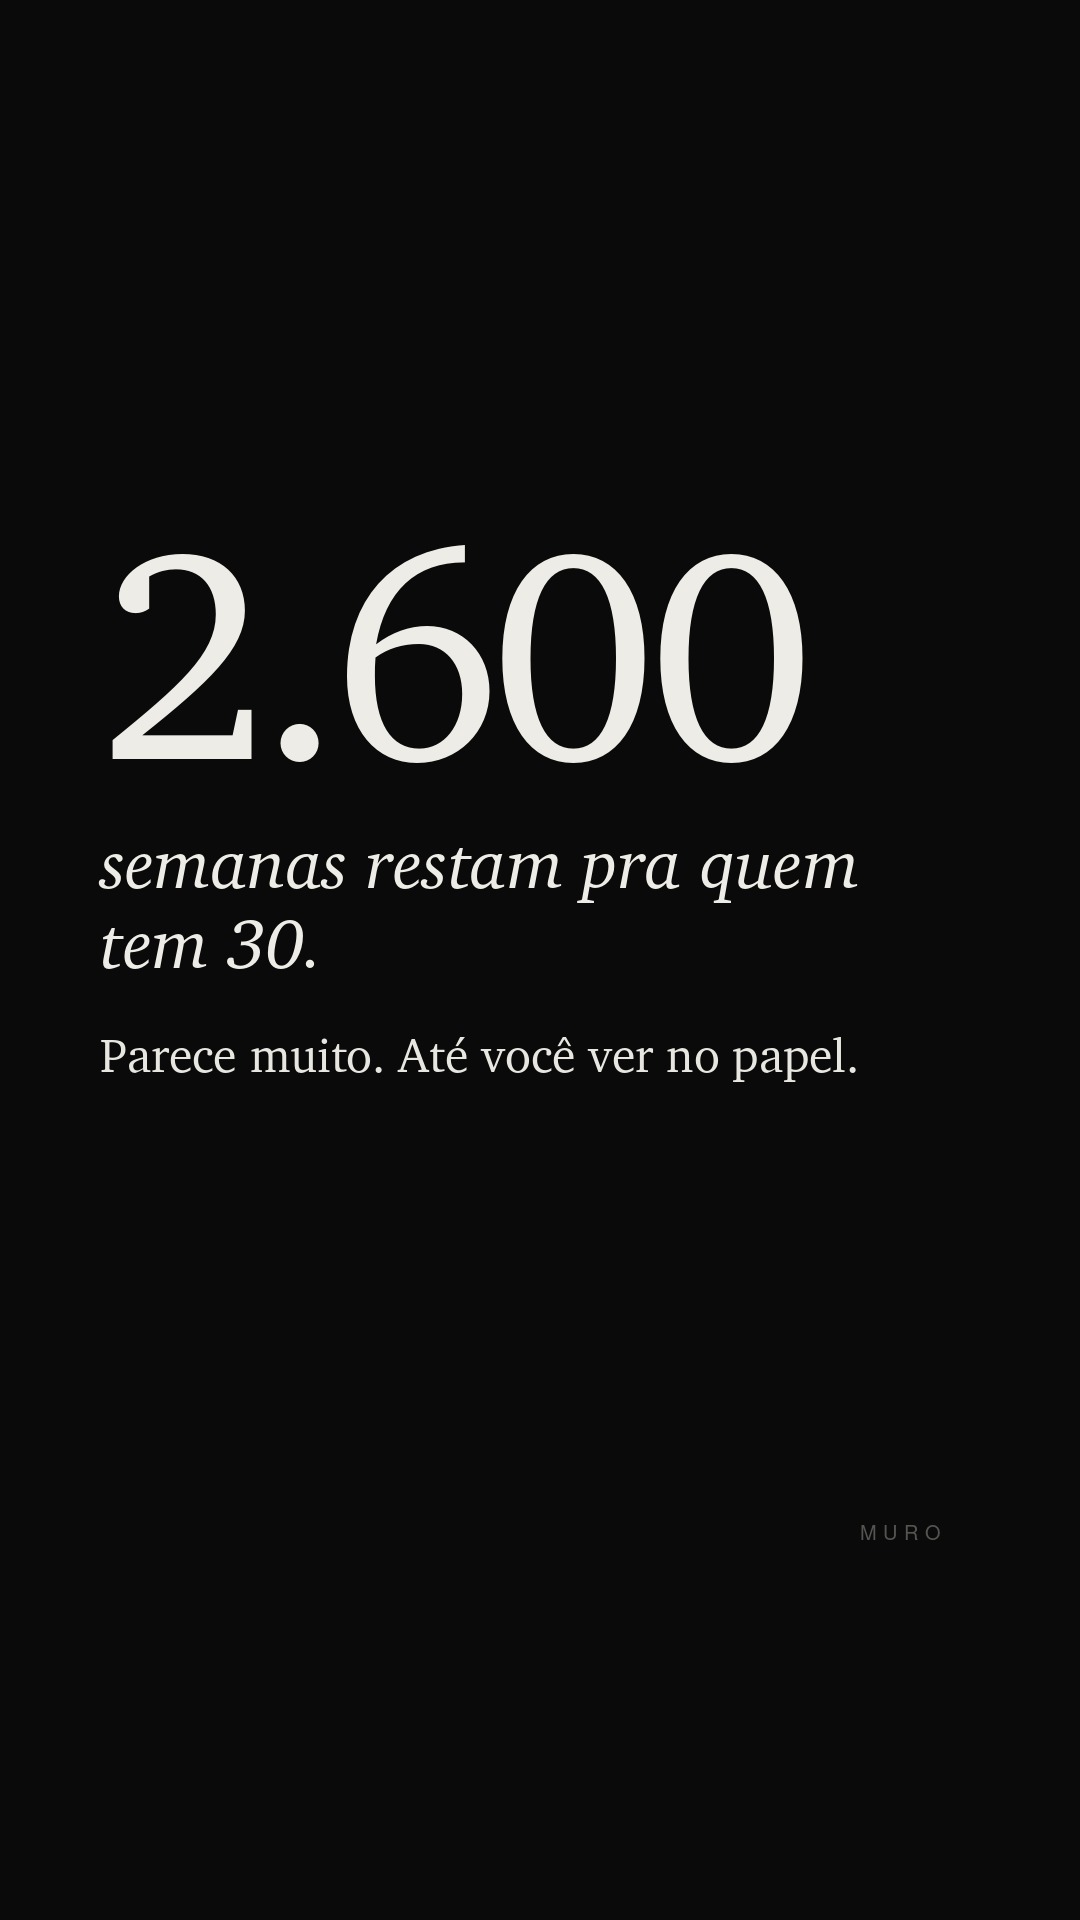 2.600
semanas restam pra quem
tem 30.
Parece muito. Até você ver no papel.
MURO